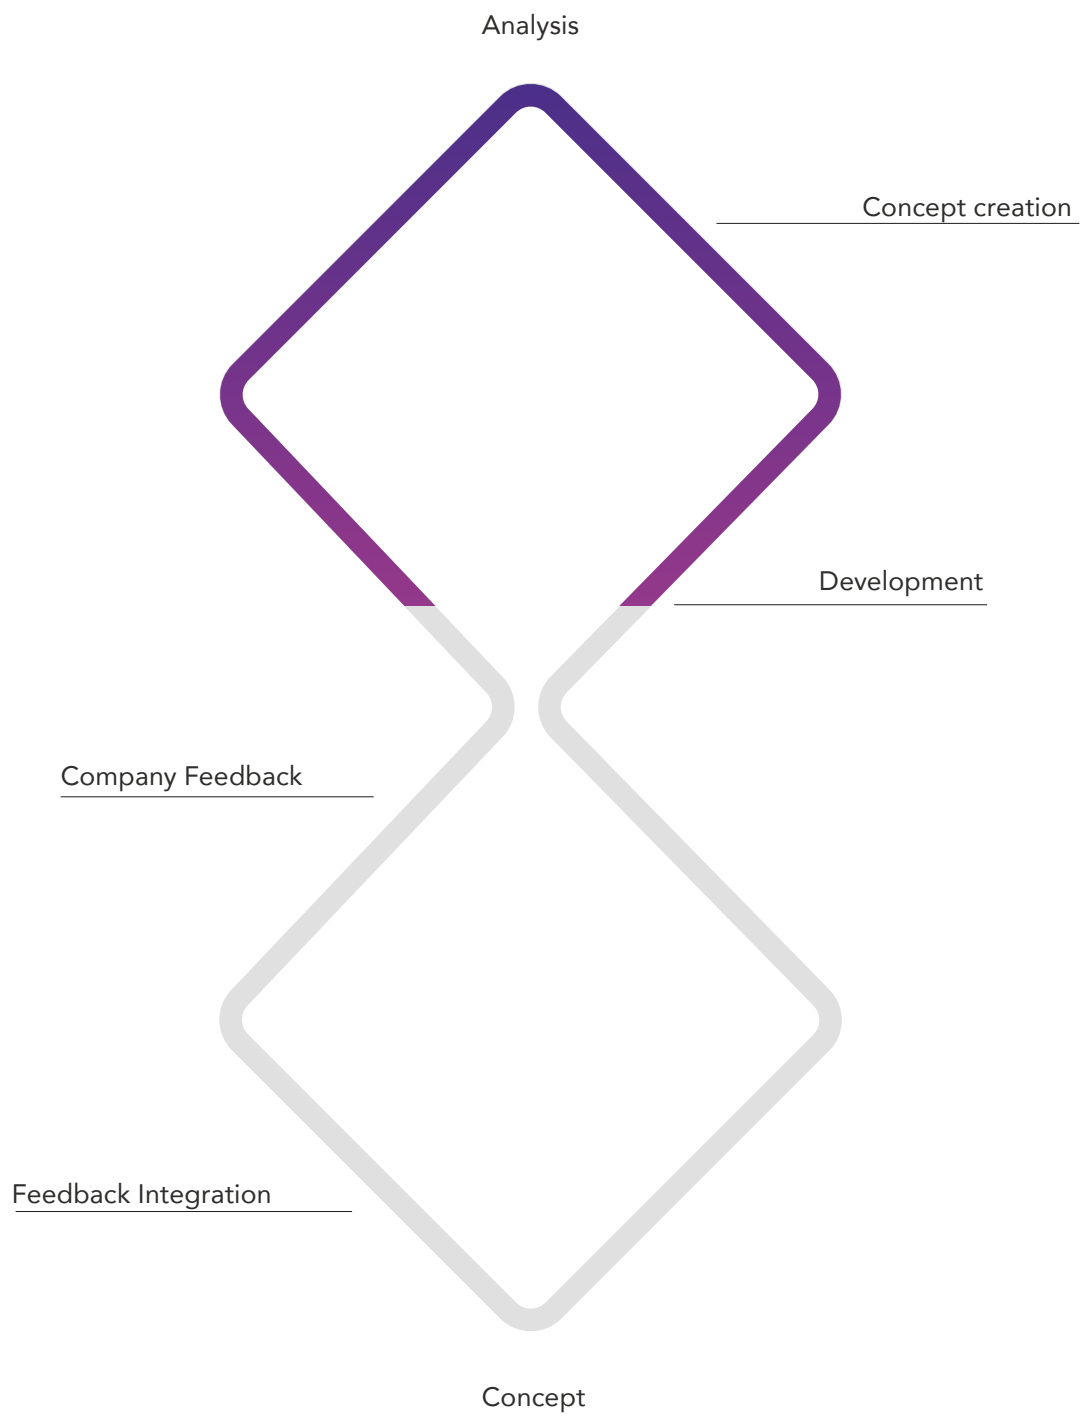 Analysis
Concept creation
Development
Company Feedback
Feedback Integration
Concept